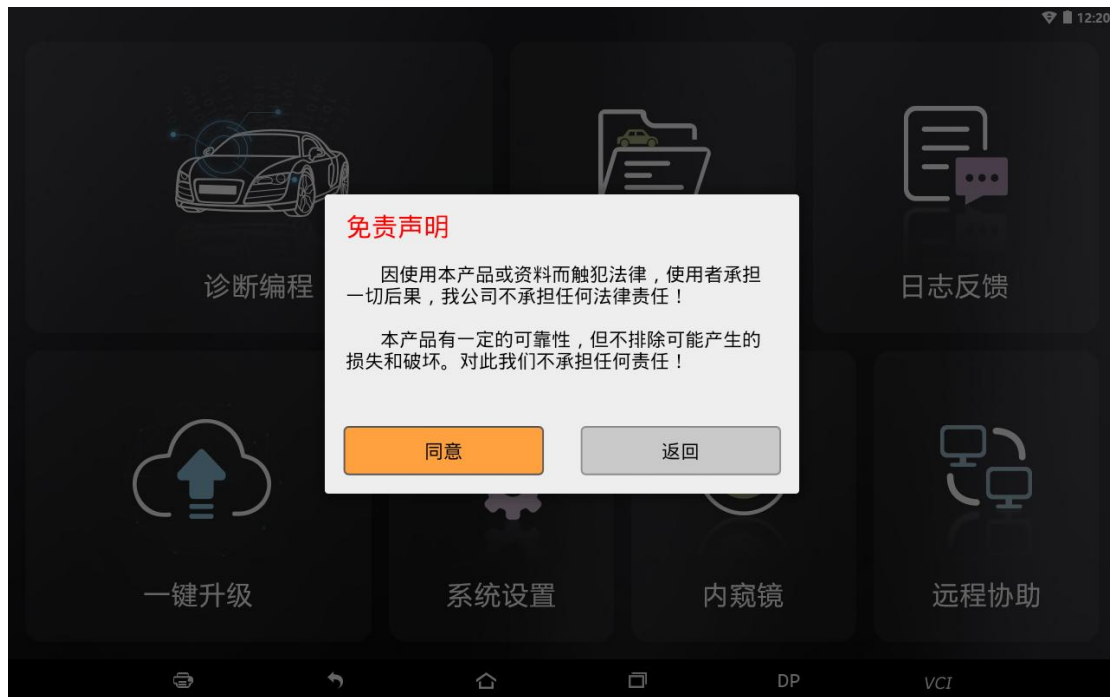 12:20
免责声明
因使用本产品或资料而触犯法律，使用者承担
一切后果，我公司不承担任何法律责任！
本产品有一定的可靠性，但不排除可能产生的
损失和破坏。对此我们不承担任何责任！
同意
返回
诊断编程
日志反馈
一键升级
系统设置
内窥镜
远程协助
DP
VCI